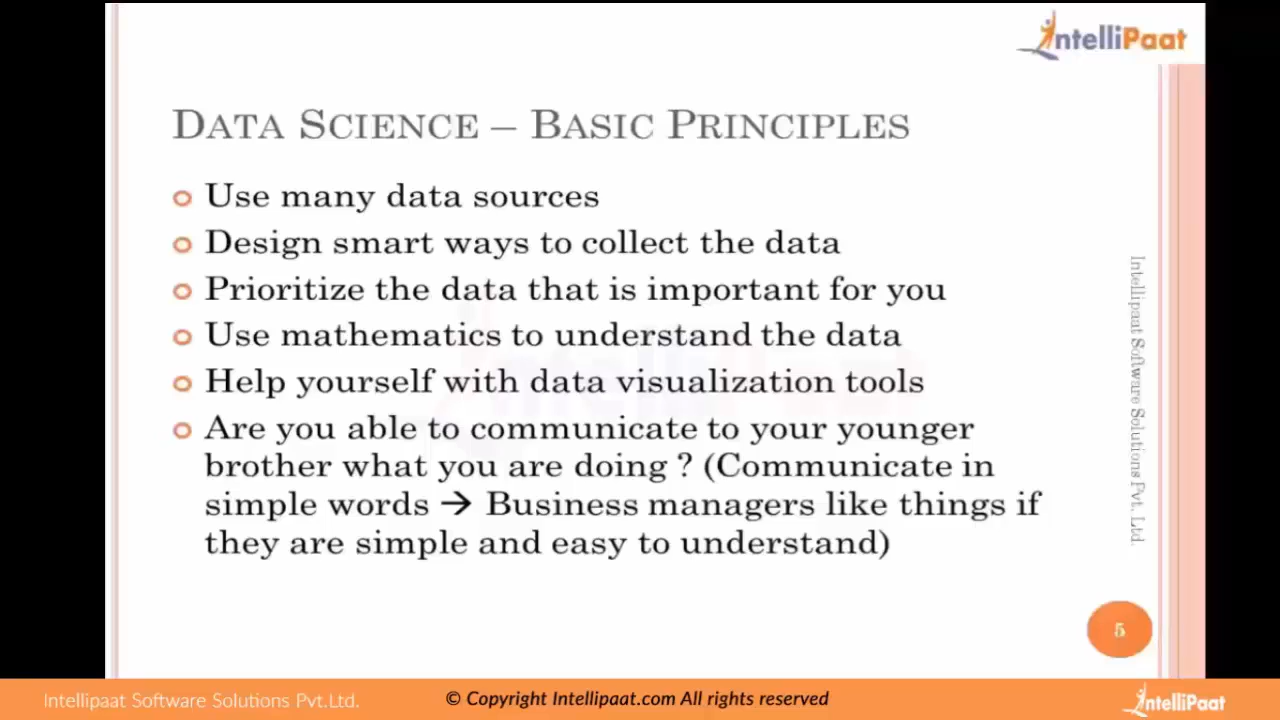 IntelliPaat
DATA SCIENCE – BASIC PRINCIPLES
Use many data sources
Design smart ways to collect the data
Prioritize the data that is important for you
Use mathematics to understand the data
Help yourself with data visualization tools
Are you able to communicate to your younger
brother what you are doing ? (Communicate in
simple words → Business managers like things if
they are simple and easy to understand)
Intellipaat Software Solutions Pvt. Ltd.
5
Intellipaat Software Solutions Pvt.Ltd.
© Copyright Intellipaat.com All rights reserved
IntelliPaat